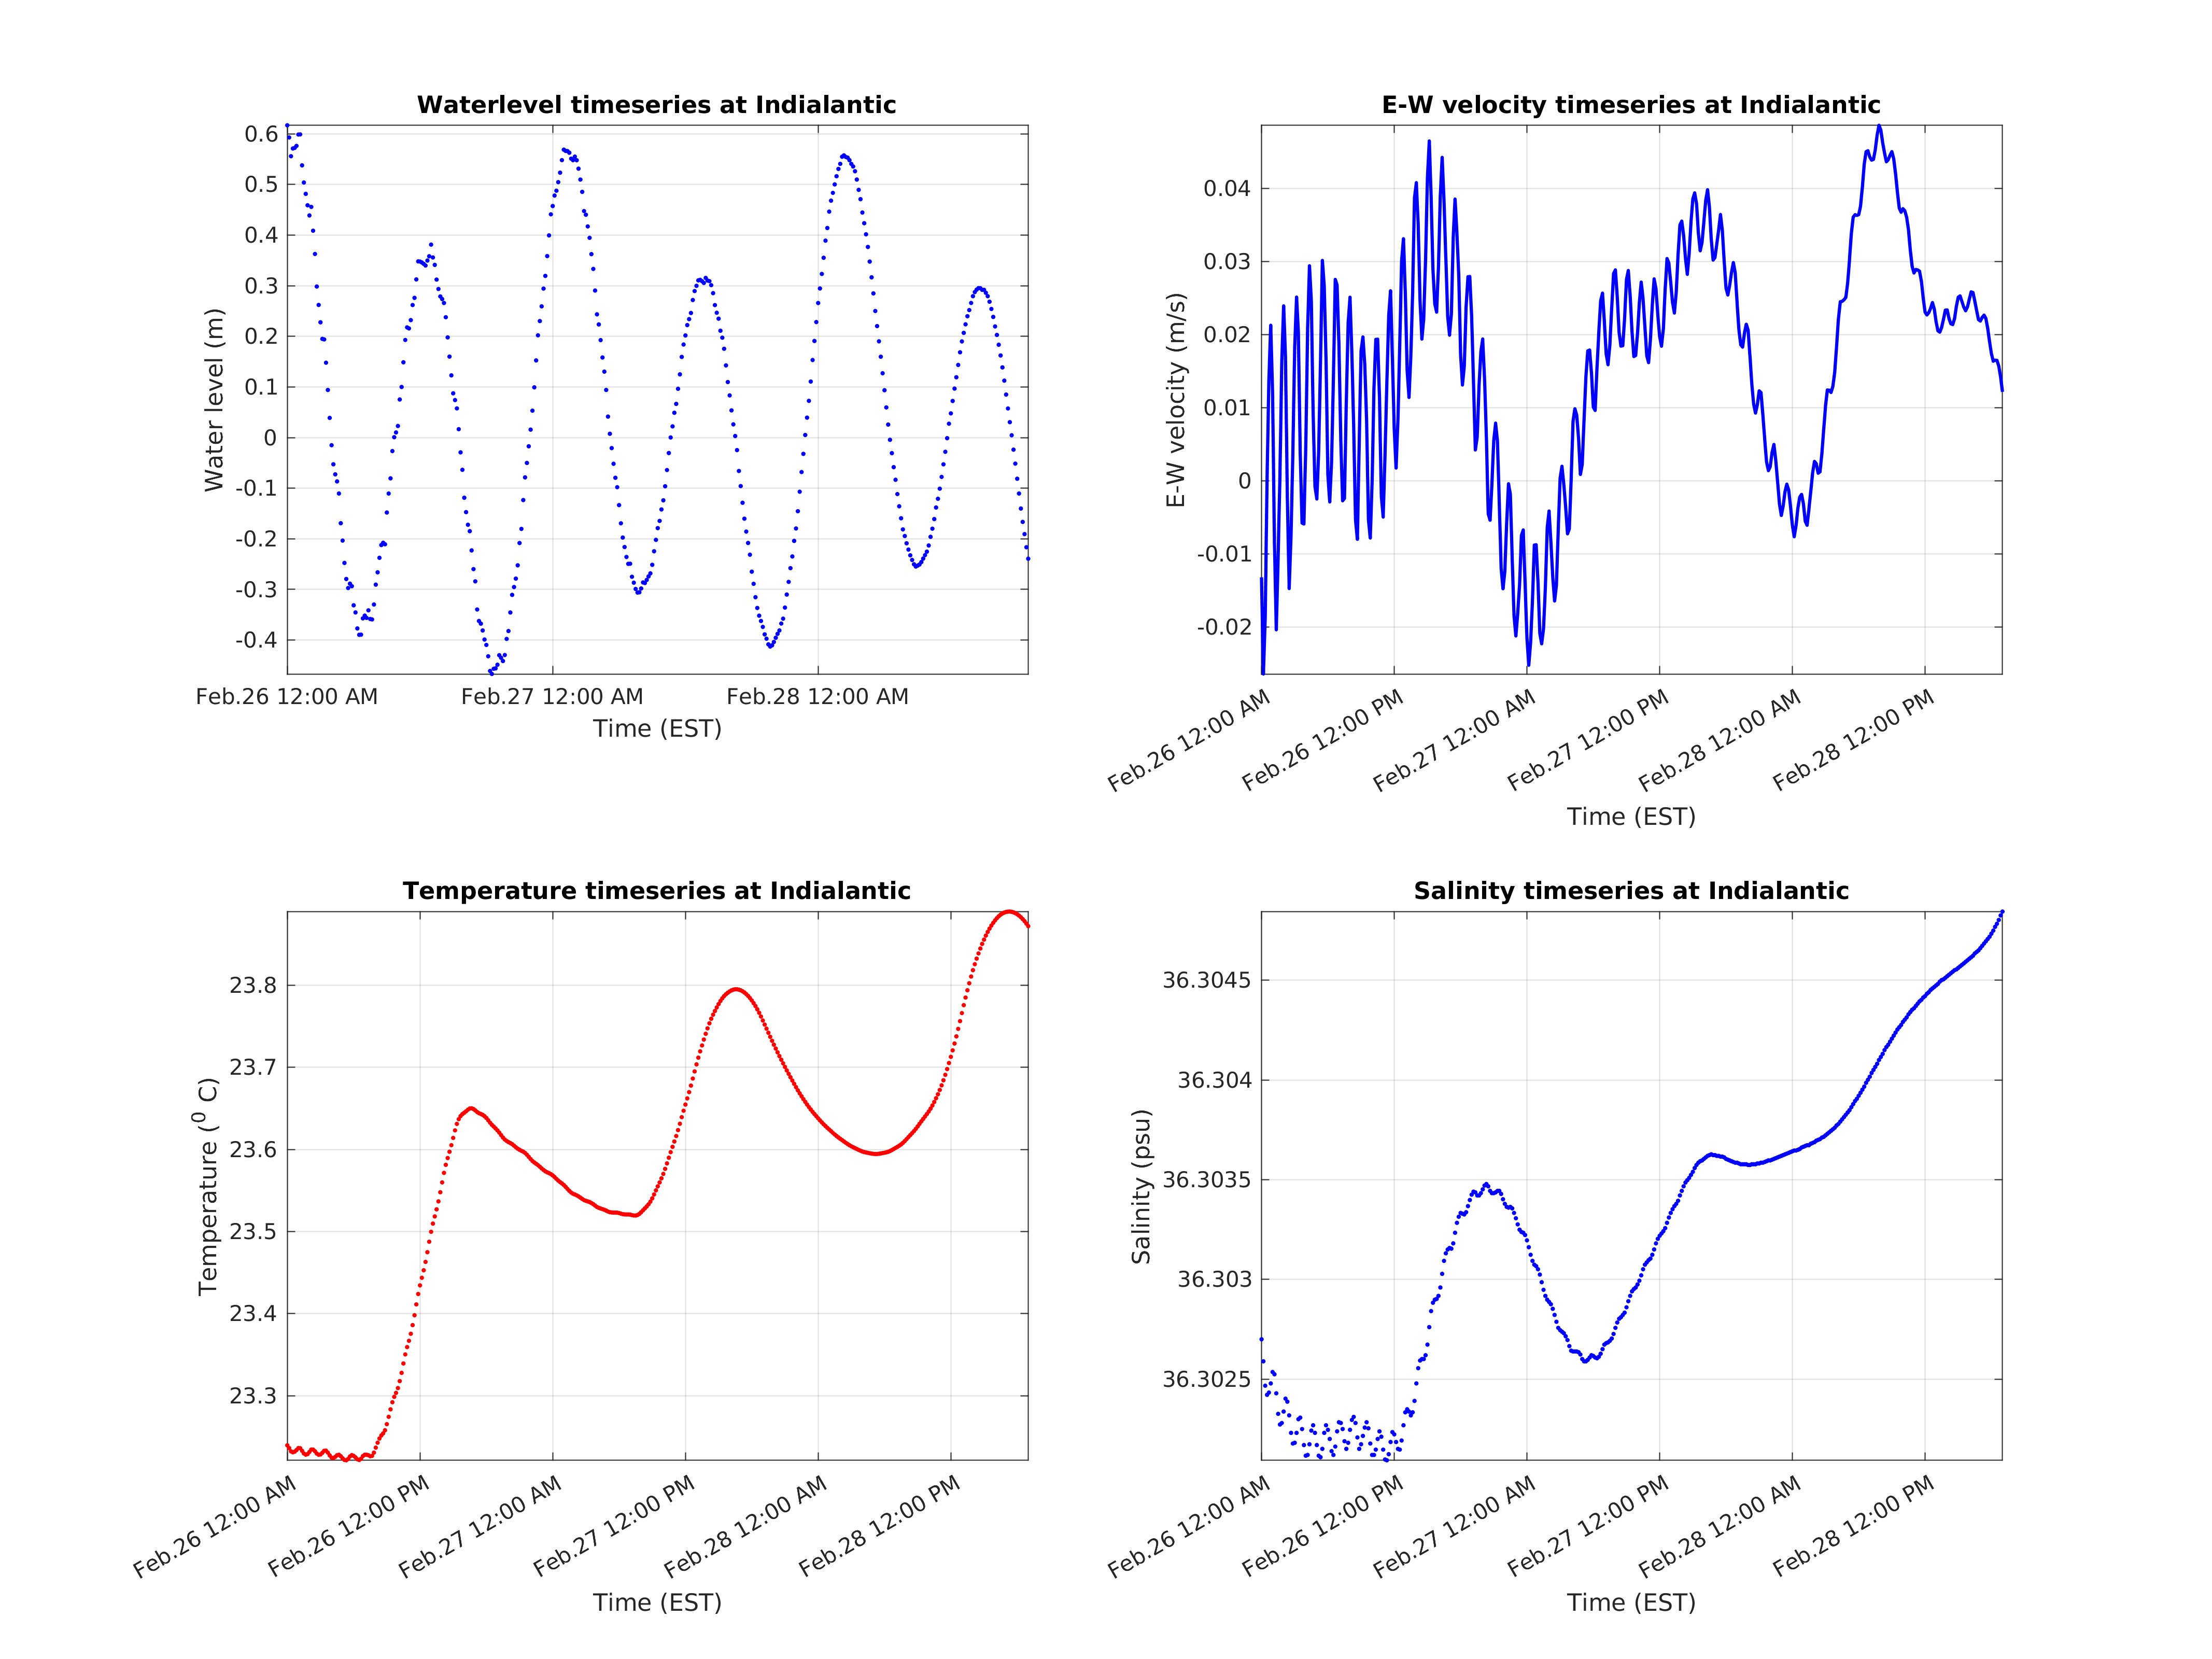 Waterlevel timeseries at Indialantic
0.6
0.5
0.4
0.3
0.2
0.1
0
-0.1
-0.2
-0.3
-0.4
Water level (m)
Feb.26 12:00 AM
Feb.27 12:00 AM
Feb.28 12:00 AM
Time (EST)
E-W velocity timeseries at Indialantic
0.04
0.03
0.02
0.01
0
-0.01
-0.02
E-W velocity (m/s)
Feb.26 12:00 AM
Feb.26 12:00 PM
Feb.27 12:00 AM
Feb.27 12:00 PM
Feb.28 12:00 AM
Feb.28 12:00 PM
Time (EST)
Temperature timeseries at Indialantic
23.8
23.7
23.6
23.5
23.4
23.3
Temperature (⁰ C)
Feb.26 12:00 AM
Feb.26 12:00 PM
Feb.27 12:00 AM
Feb.27 12:00 PM
Feb.28 12:00 AM
Feb.28 12:00 PM
Time (EST)
Salinity timeseries at Indialantic
36.3045
36.304
36.3035
36.303
36.3025
Salinity (psu)
Feb.26 12:00 AM
Feb.26 12:00 PM
Feb.27 12:00 AM
Feb.27 12:00 PM
Feb.28 12:00 AM
Feb.28 12:00 PM
Time (EST)